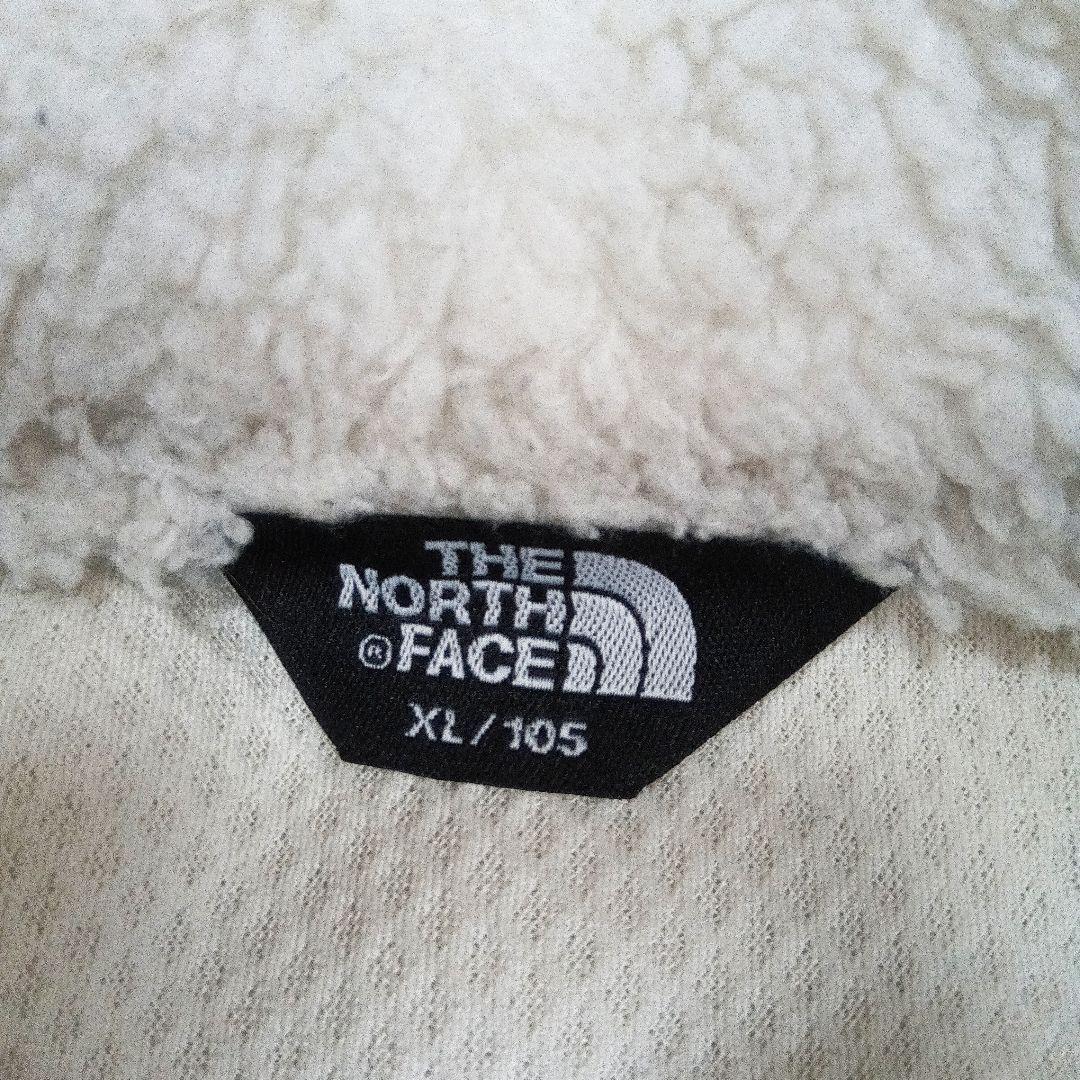 THE
NORTH
®FACE
XL/105